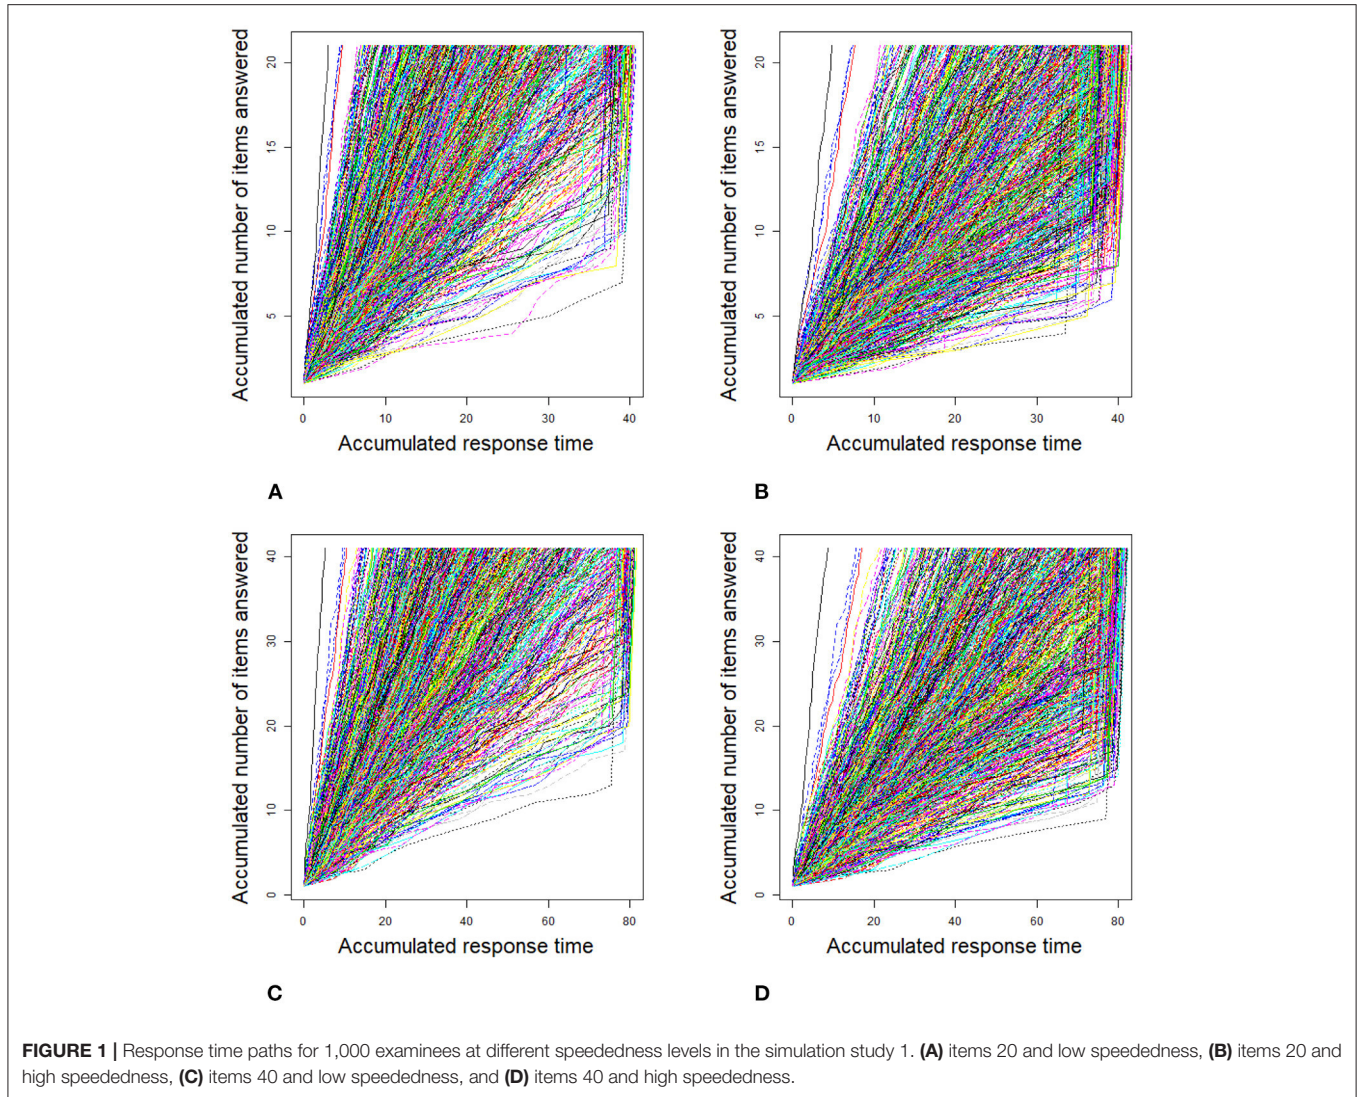 Accumulated number of items answered
20
15
10
5
0
10
20
30
40
Accumulated response time
A
Accumulated number of items answered
20
15
10
5
0
10
20
30
40
Accumulated response time
B
Accumulated number of items answered
40
30
20
10
0
0
20
40
60
80
Accumulated response time
C
Accumulated number of items answered
40
30
20
10
0
0
20
40
60
80
Accumulated response time
D
FIGURE 1 | Response time paths for 1,000 examinees at different speededness levels in the simulation study 1. (A) items 20 and low speededness, (B) items 20 and
high speededness, (C) items 40 and low speededness, and (D) items 40 and high speededness.